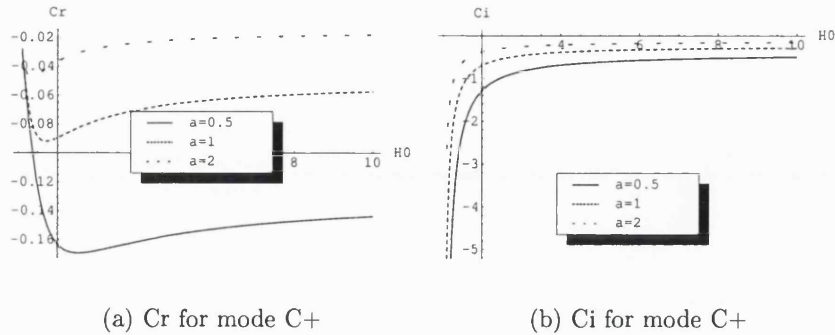 Cr
-0.02
-0.04
-0.06
-0.08
-0.12
-0.14
-0.16
8
10
H0
a=0.5
a=1
a=2
(a) Cr for mode C+
Ci
4
6
8
10
H0
-1
-2
-3
-4
-5
a=0.5
a=1
a=2
(b) Ci for mode C+